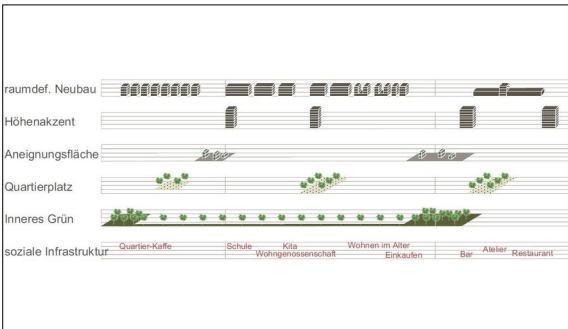 raumdef. Neubau
Höhenakzent
Aneignungsfläche
Quartierplatz
Inneres Grün
soziale Infrastruktur
Quartier-Kaffe
Schule
Kita
Wohnen im Alter
Wohngenossenschaft
Einkaufen
Bar
Atelier
Restaurant